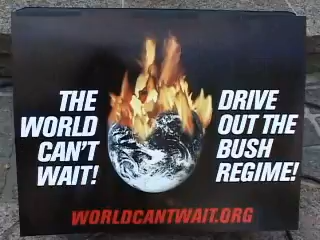 THE
WORLD
CAN'T
WAIT!
DRIVE
OUT THE
BUSH
REGIME!
WORLDCANTWAIT.ORG